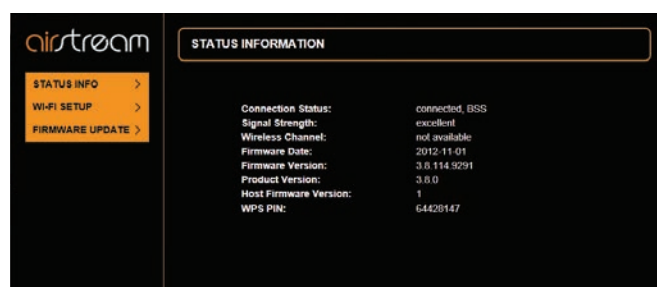 airstream
STATUS INFO >
WI-FI SETUP >
FIRMWARE UPDATE >
STATUS INFORMATION
Connection Status: connected, BSS
Signal Strength: excellent
Wireless Channel: not available
Firmware Date: 2012-11-01
Firmware Version: 3.8.114.9291
Product Version: 3.8.0
Host Firmware Version: 1
WPS PIN: 64428147